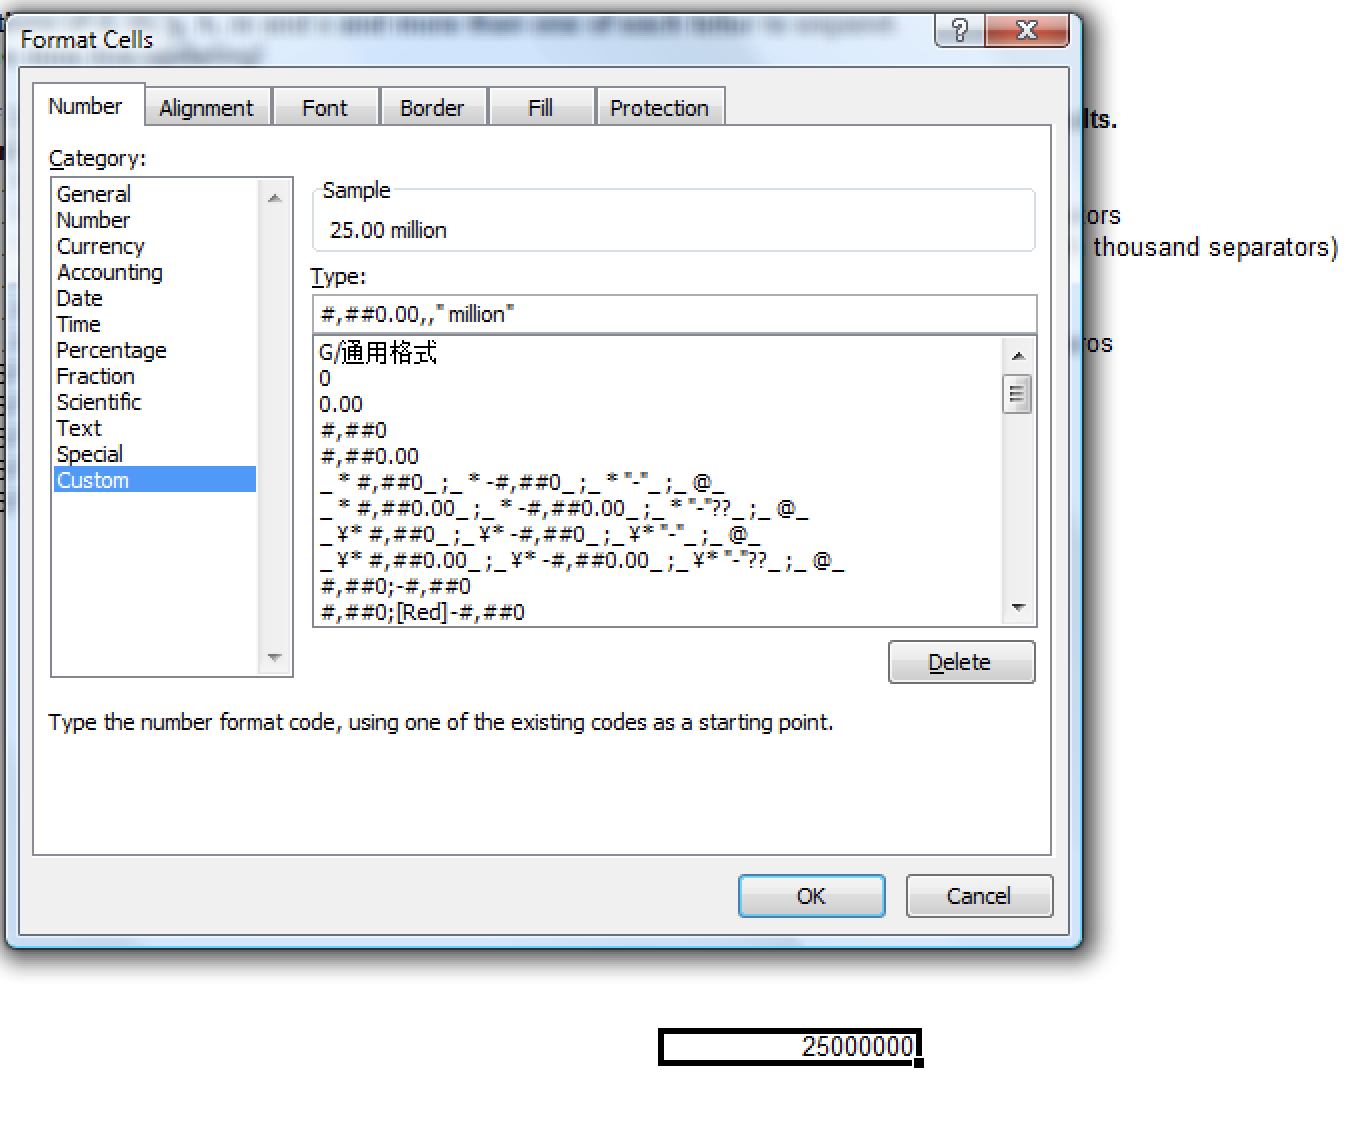 Format Cells
?
lts.
Number Alignment Font Border Fill Protection
Category:
General
Number
Currency
Accounting
Date
Time
Percentage
Fraction
Scientific
Text
Special
Custom
Sample
25.00 million
Type:
#,##0.00,," million"
G/通用格式
0
0.00
#,##0
#,##0.00
_ * #,##0_ ;_ * -#,##0_ ;_ * "-"_ ;_ @_
_ * #,##0.00_ ;_ * -#,##0.00_ ;_ * "-"??_ ;_ @_
_ ¥* #,##0_ ;_ ¥* -#,##0_ ;_ ¥* "-"_ ;_ @_
_ ¥* #,##0.00_ ;_ ¥* -#,##0.00_ ;_ ¥* "-"??_ ;_ @_
#,##0;-#,##0
#,##0;[Red]-#,##0
Delete
Type the number format code, using one of the existing codes as a starting point.
OK Cancel
ors
thousand separators)
ros
25000000